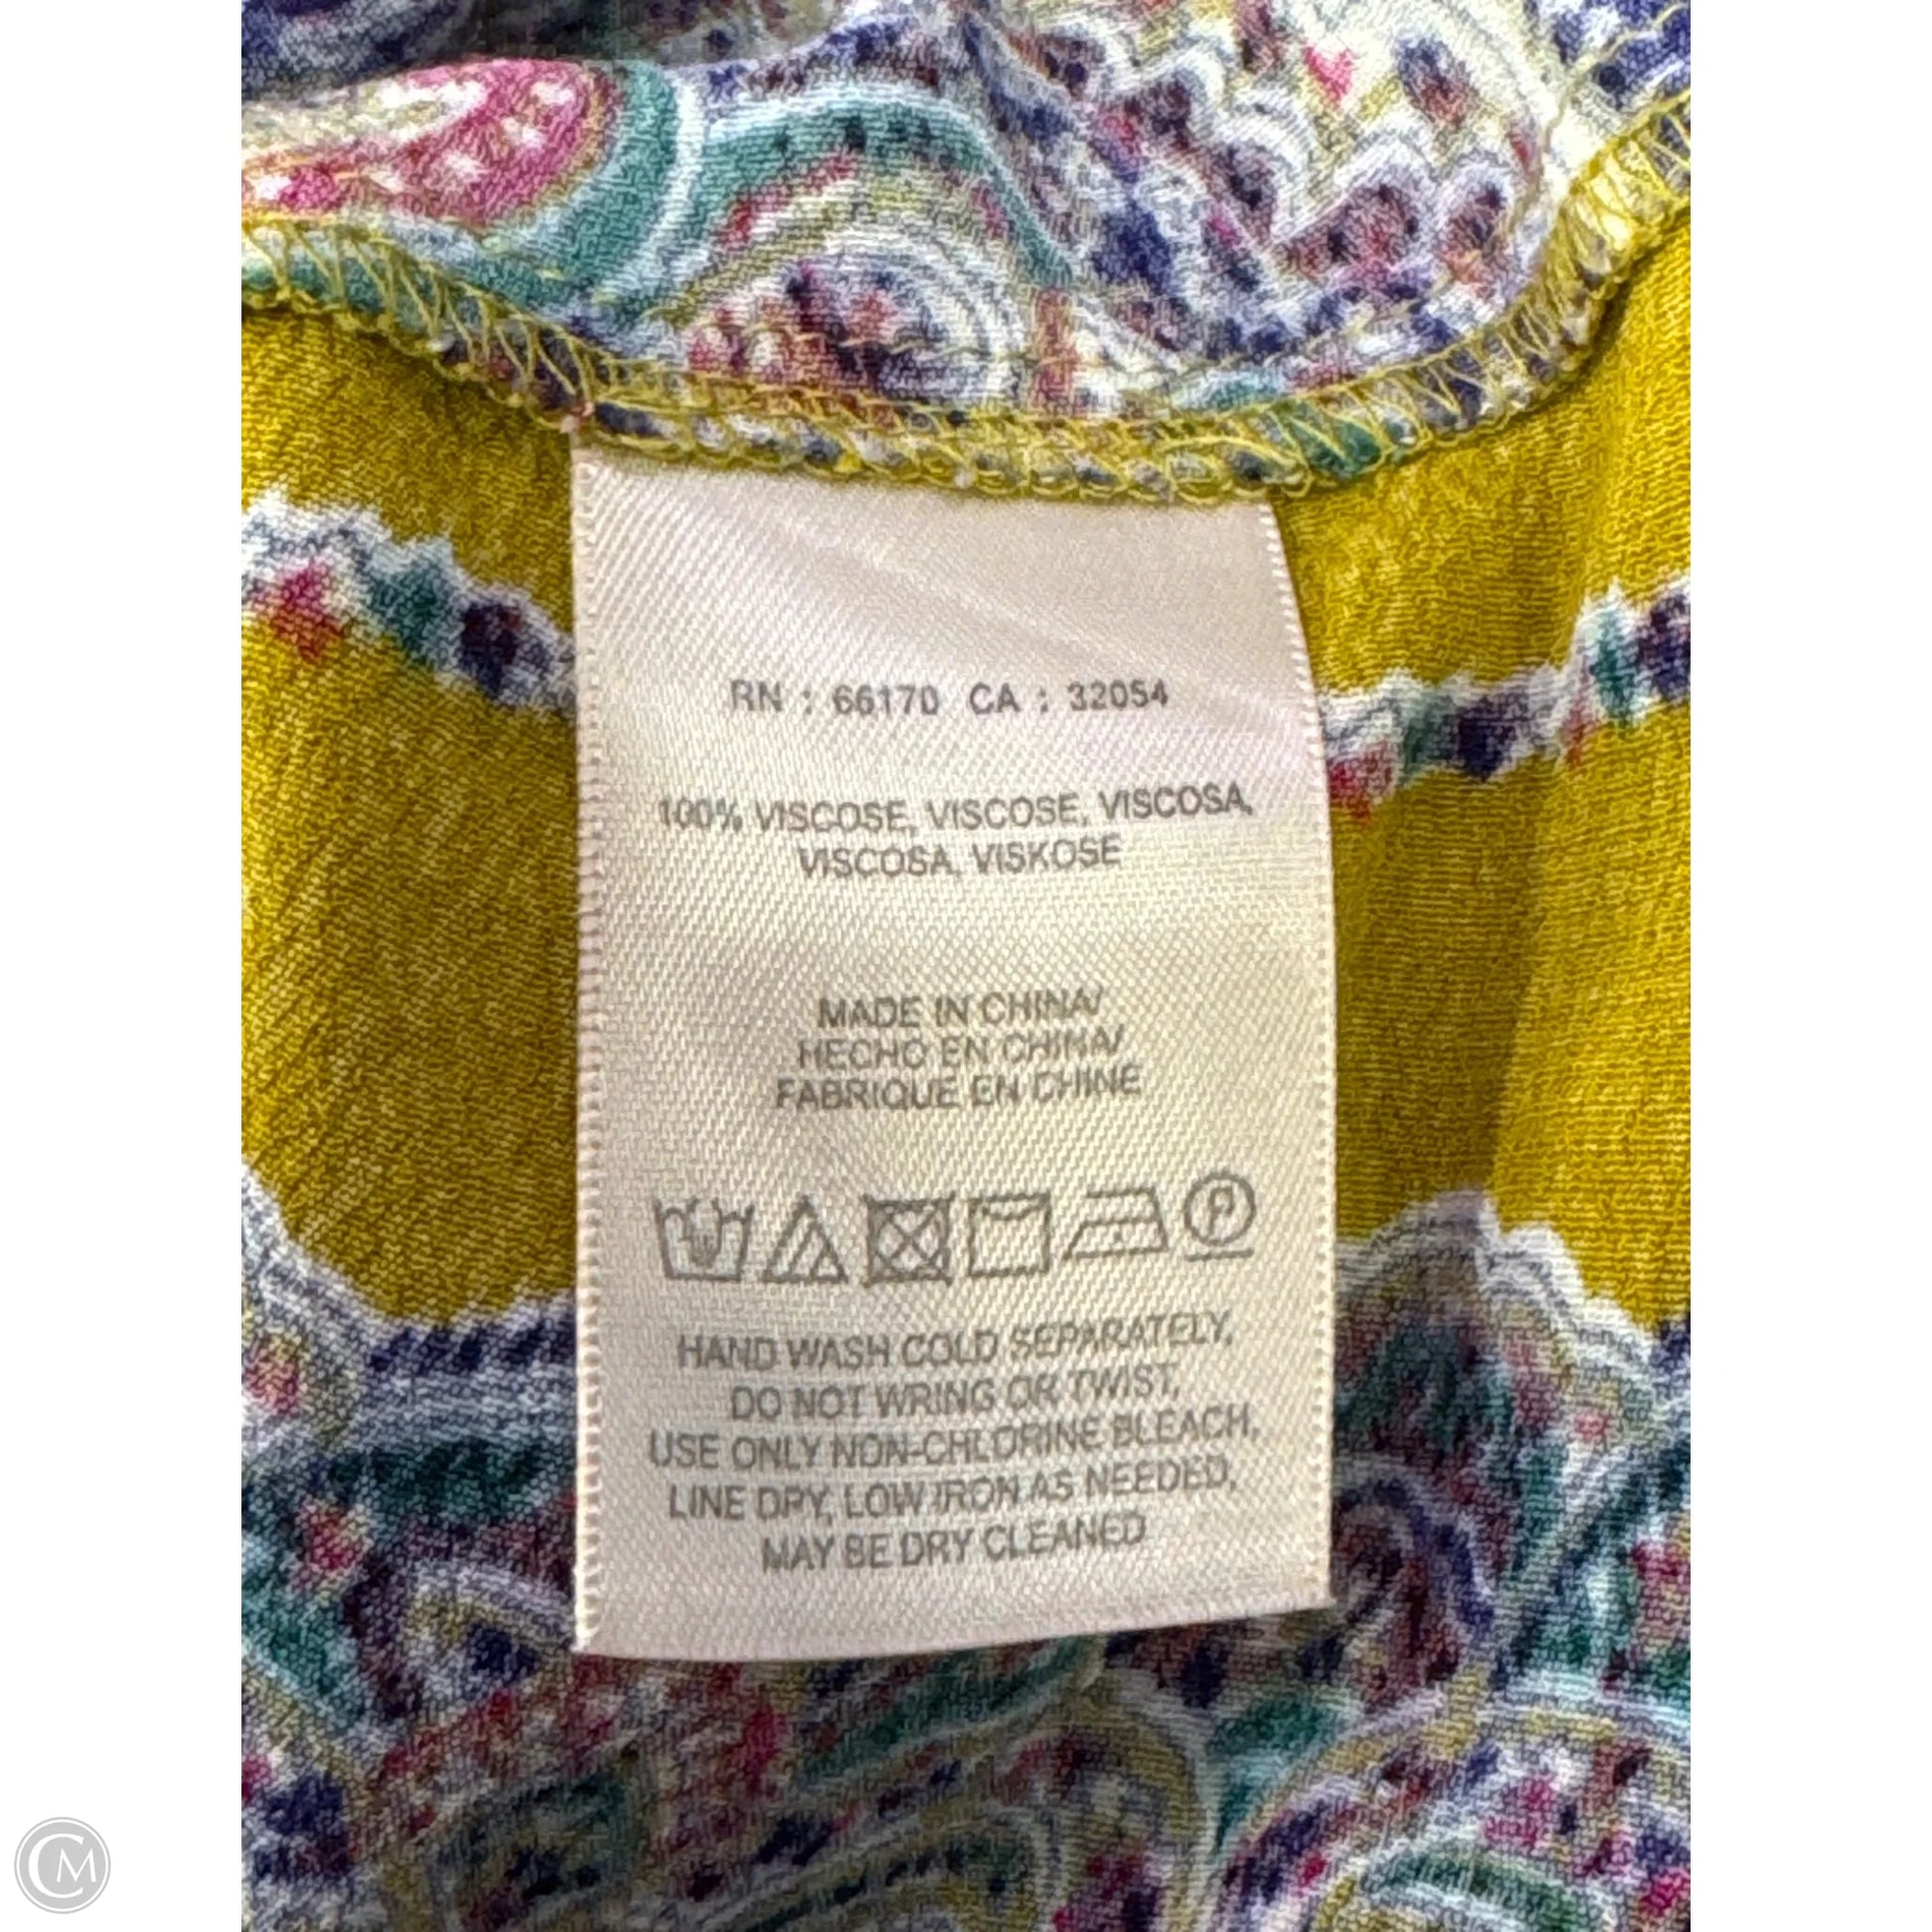 RN : 66170 CA : 32054
100% VISCOSE, VISCOSE, VISCOSA,
VISCOSA, VISKOSE
MADE IN CHINA/
HECHO EN CHINA/
FABRIQUE EN CHINE
P
HAND WASH COLD SEPARATELY,
DO NOT WRING OR TWIST,
USE ONLY NON-CHLORINE BLEACH,
LINE DRY, LOW IRON AS NEEDED,
MAY BE DRY CLEANED
CM